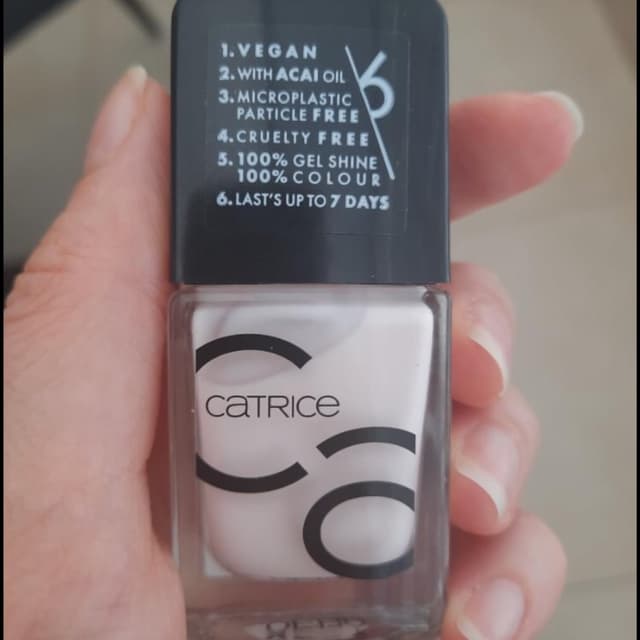 1. VEGAN
2. WITH ACAI OIL
3. MICROPLASTIC
PARTICLE FREE
4. CRUELTY FREE
5. 100% GEL SHINE
100% COLOUR
6. LAST'S UP TO 7 DAYS
6
CATRICE